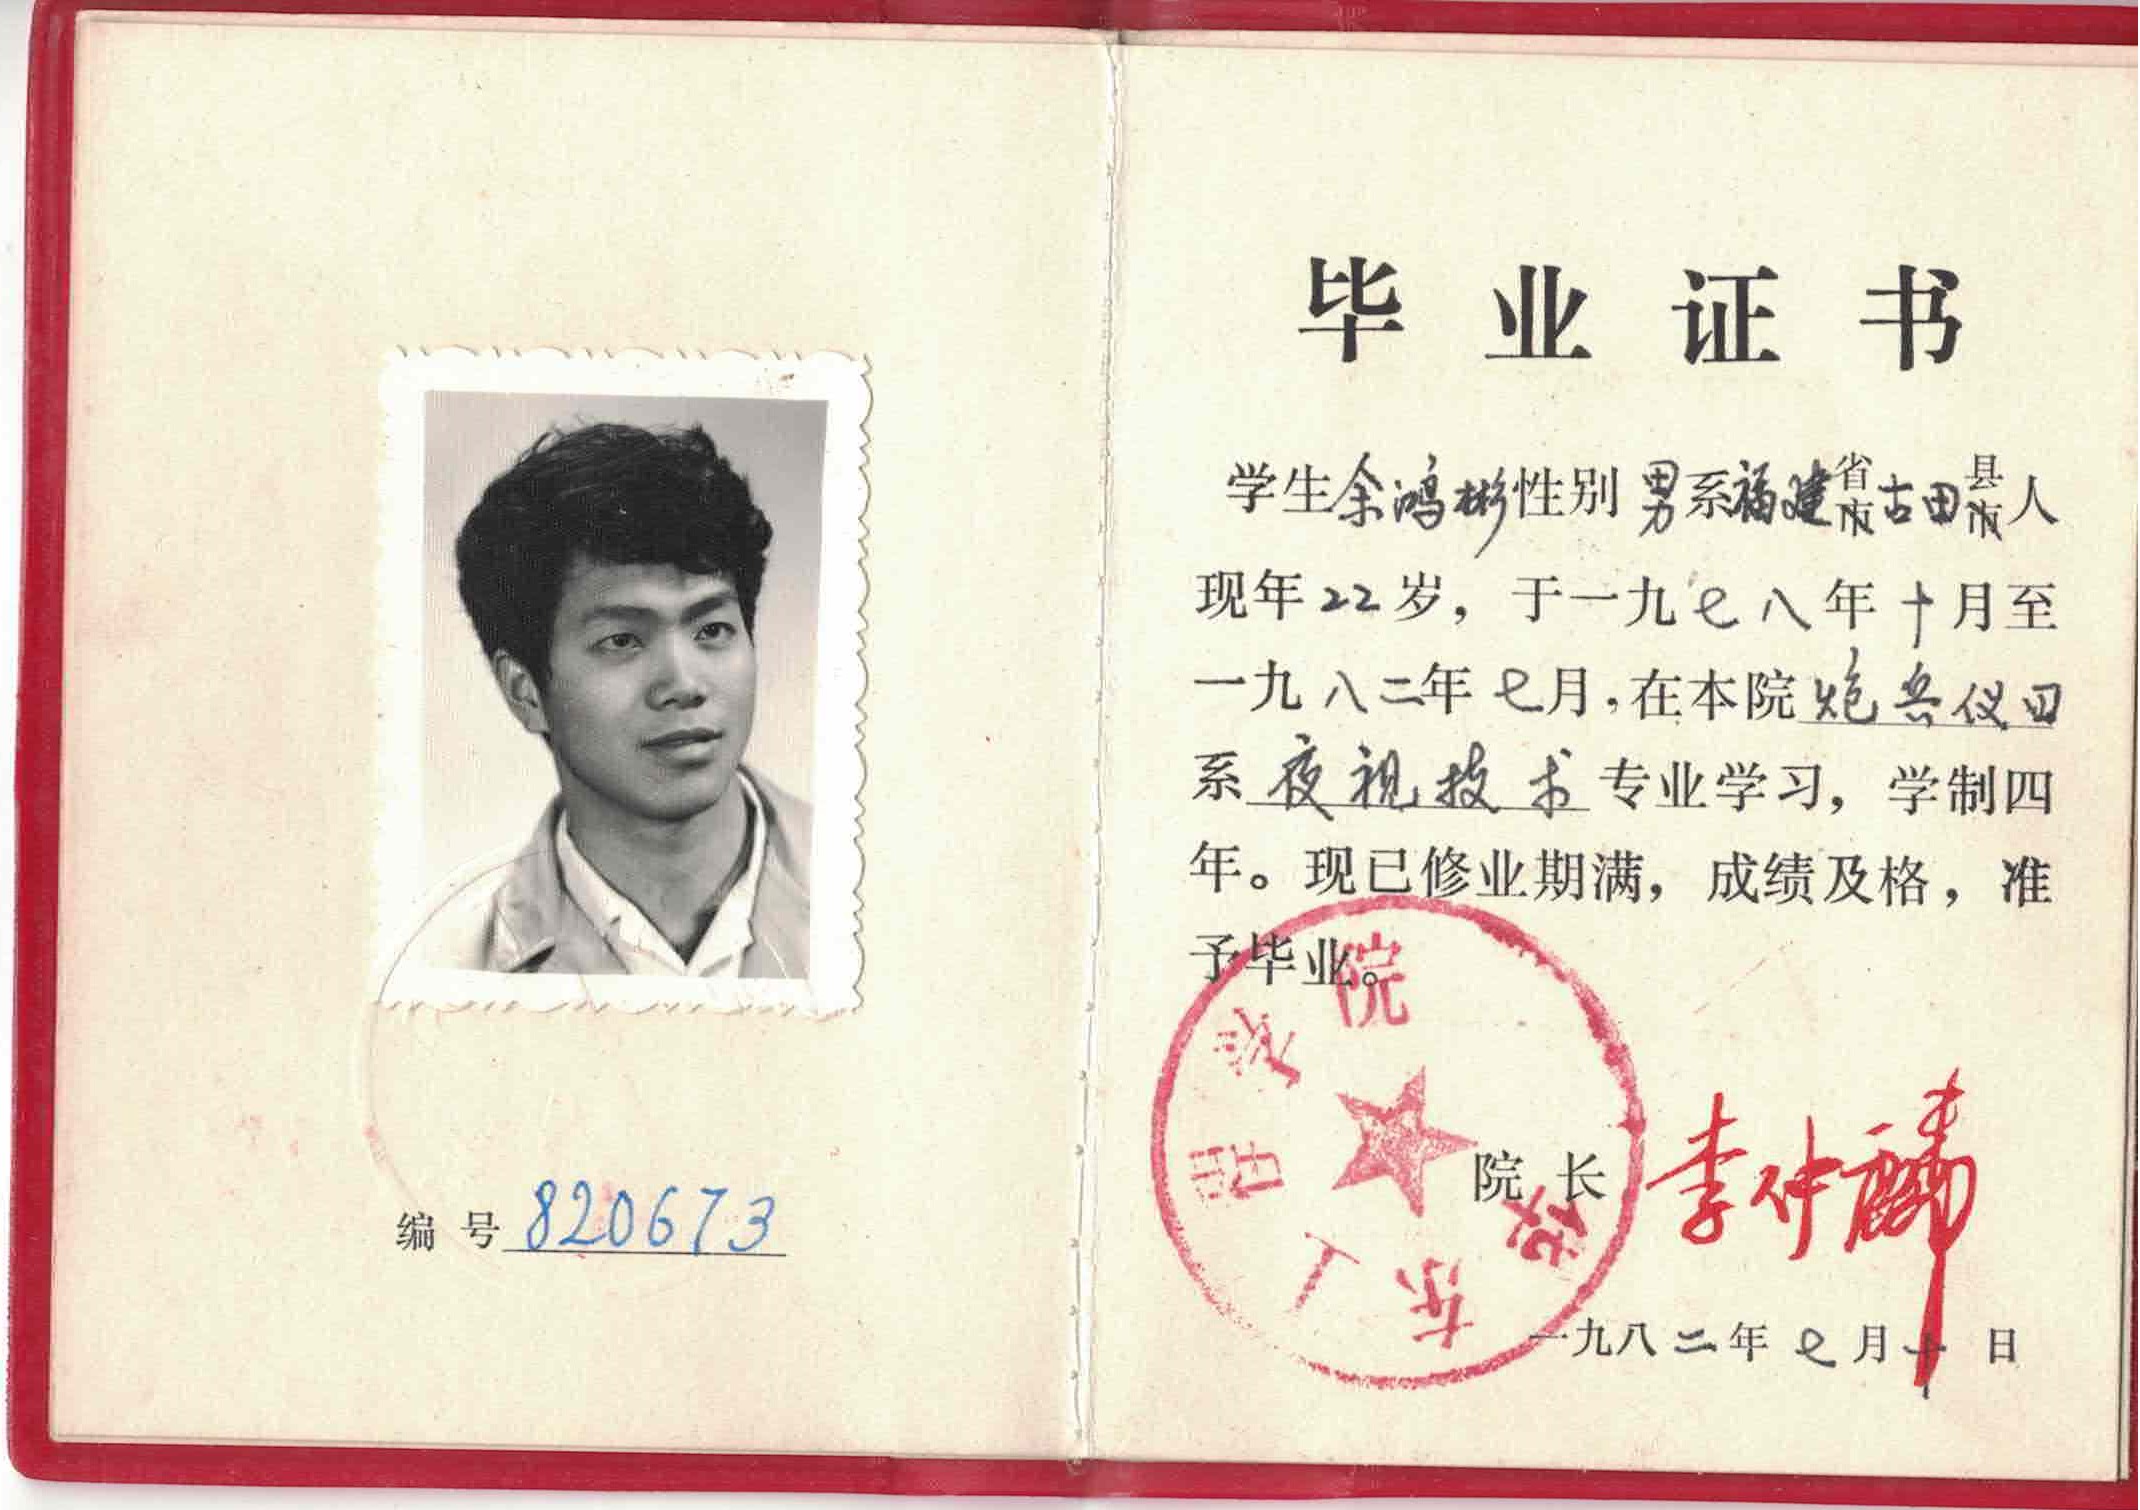 编号 820673
毕业证书
学生余鸿彬性别男系福建省市古田县市人
现年22岁，于一九七八年十月至
一九八二年七月，在本院炮兵仪田
系夜视技术专业学习，学制四
年。现已修业期满，成绩及格，准
予毕业。
华东工程学院
院长 李仲麟
一九八二年七月十日